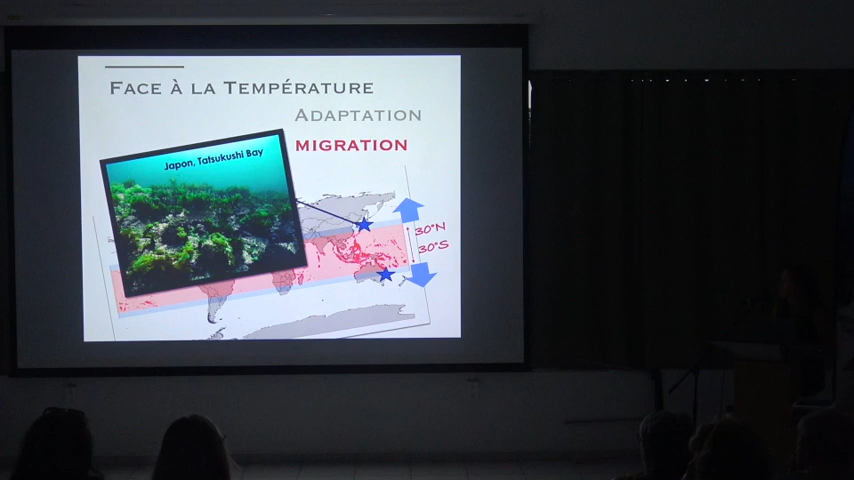 Face à la Température
Adaptation
MIGRATION
Japon, Tatsukushi Bay
30°N
30°S